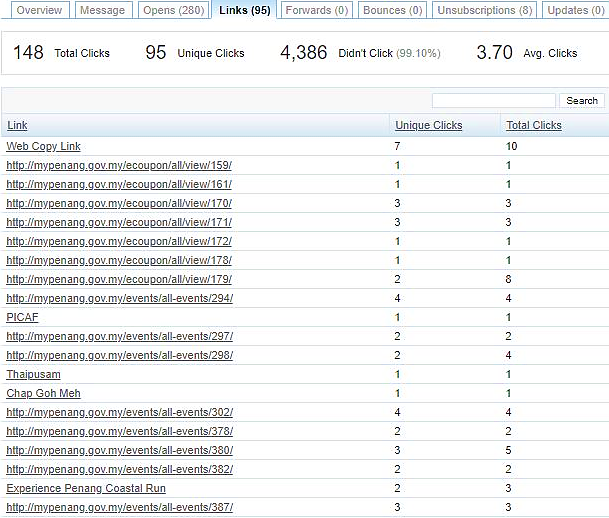 Overview Message Opens (280) Links (95) Forwards (0) Bounces (0) Unsubscriptions (8) Updates (0)
148 Total Clicks 95 Unique Clicks 4,386 Didn't Click (99.10%) 3.70 Avg. Clicks
Search
Link Unique Clicks Total Clicks
Web Copy Link 7 10
http://mypenang.gov.my/ecoupon/all/view/159/ 1 1
http://mypenang.gov.my/ecoupon/all/view/161/ 1 1
http://mypenang.gov.my/ecoupon/all/view/170/ 3 3
http://mypenang.gov.my/ecoupon/all/view/171/ 3 3
http://mypenang.gov.my/ecoupon/all/view/172/ 1 1
http://mypenang.gov.my/ecoupon/all/view/178/ 1 1
http://mypenang.gov.my/ecoupon/all/view/179/ 2 8
http://mypenang.gov.my/events/all-events/294/ 4 4
PICAF 1 1
http://mypenang.gov.my/events/all-events/297/ 2 2
http://mypenang.gov.my/events/all-events/298/ 2 4
Thaipusam 1 1
Chap Goh Meh 1 1
http://mypenang.gov.my/events/all-events/302/ 4 4
http://mypenang.gov.my/events/all-events/378/ 2 2
http://mypenang.gov.my/events/all-events/380/ 3 5
http://mypenang.gov.my/events/all-events/382/ 2 2
Experience Penang Coastal Run 2 3
http://mypenang.gov.my/events/all-events/387/ 3 3